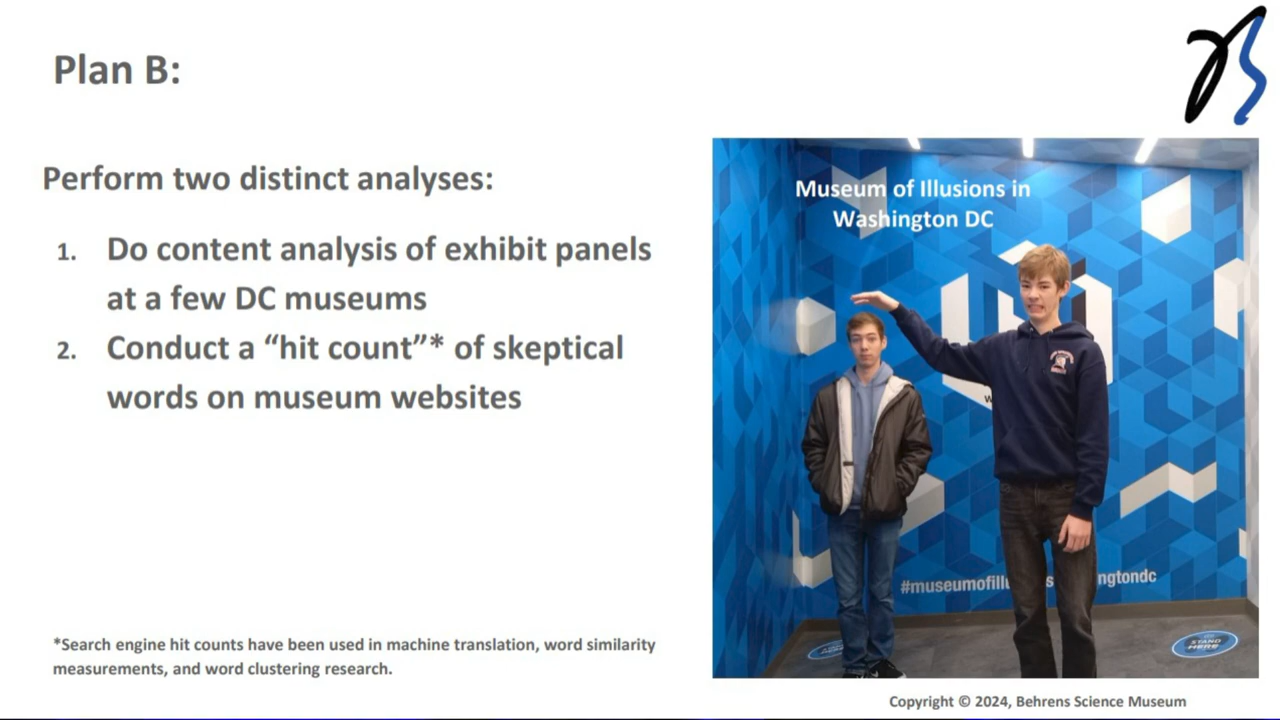 Plan B:
Perform two distinct analyses:
1. Do content analysis of exhibit panels
at a few DC museums
2. Conduct a “hit count”* of skeptical
words on museum websites
*Search engine hit counts have been used in machine translation, word similarity
measurements, and word clustering research.
Museum of Illusions in
Washington DC
W
#museumofillu s ngtondc
STAND
HERE
Copyright © 2024, Behrens Science Museum